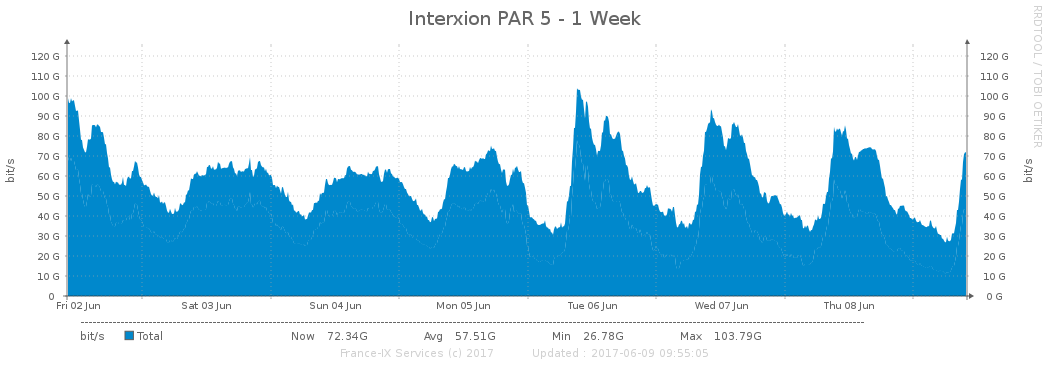 Interxion PAR 5 - 1 Week
RRDTOOL / TOBI OETIKER
bit/s
120 G 120 G
110 G 110 G
100 G 100 G
90 G 90 G
80 G 80 G
70 G 70 G
60 G 60 G
50 G 50 G
40 G 40 G
30 G 30 G
20 G 20 G
10 G 10 G
0 0 G
bit/s
Fri 02 Jun Sat 03 Jun Sun 04 Jun Mon 05 Jun Tue 06 Jun Wed 07 Jun Thu 08 Jun
bit/s Total Now 72.34G Avg 57.51G Min 26.78G Max 103.79G
France-IX Services (c) 2017 Updated : 2017-06-09 09:55:05